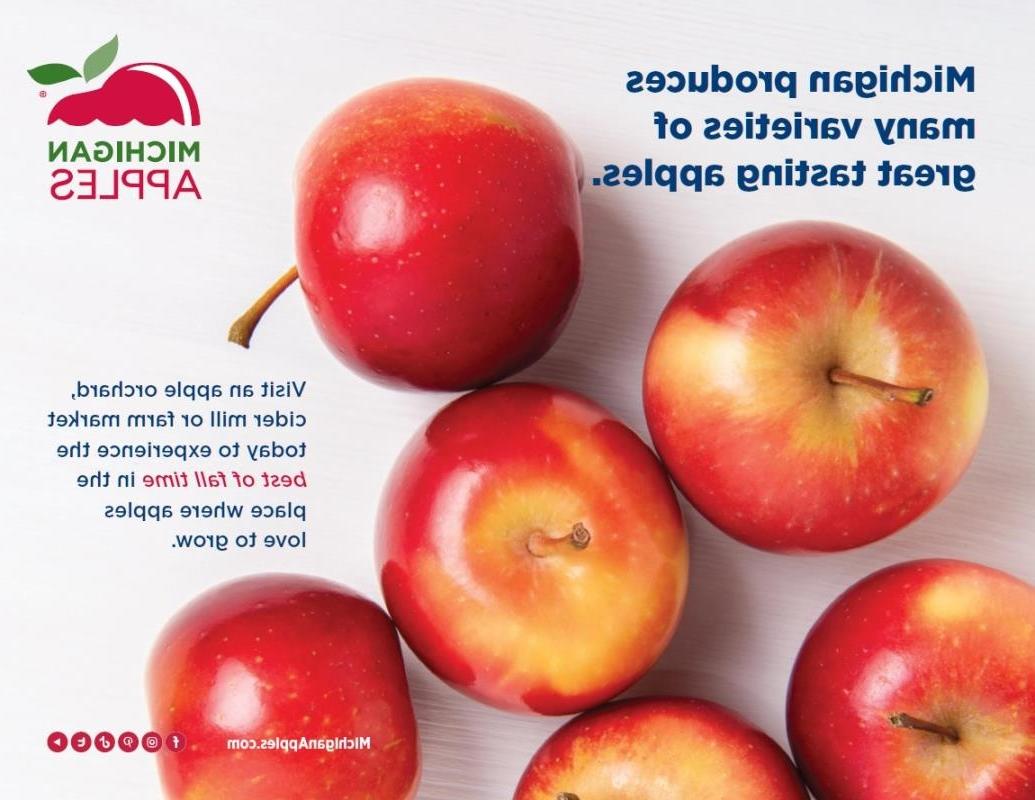 Michigan produces
many varieties of
great tasting apples.
MICHIGAN
APPLES
®
Visit an apple orchard,
cider mill or farm market
today to experience the
best of fall time in the
place where apples
love to grow.
MichiganApples.com